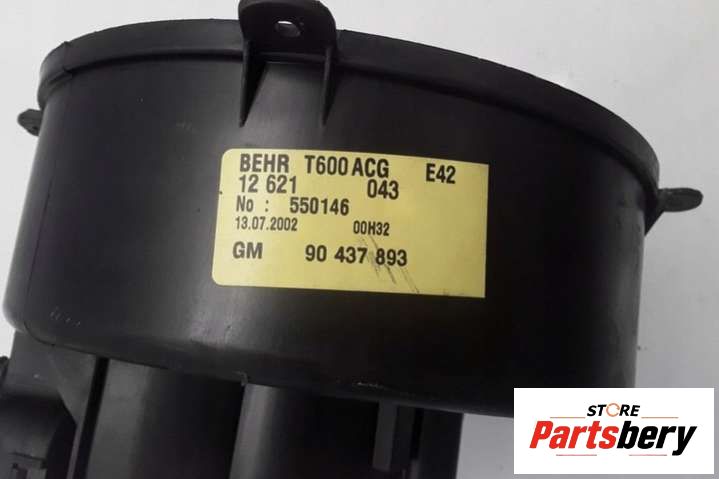 BEHR T600 ACG E42
12 621 043
No : 550146
13.07.2002 00H32
GM 90 437 893
STORE
Partsbery